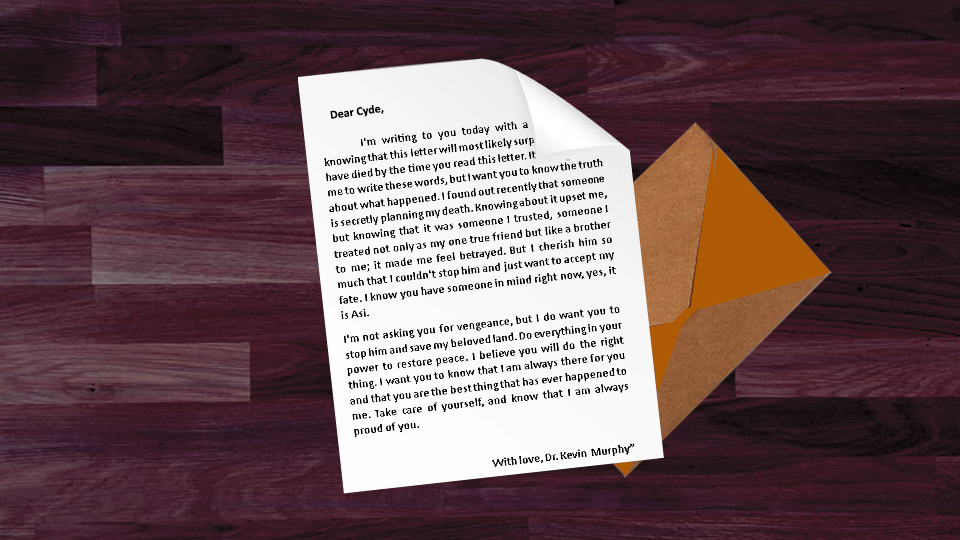 Dear Cyde,
I'm writing to you today with a
knowing that this letter will most likely surp
have died by the time you read this letter. It
me to write these words, but I want you to know the truth
about what happened. I found out recently that someone
is secretly planning my death. Knowing about it upset me,
but knowing that it was someone I trusted, someone I
treated not only as my one true friend but like a brother
to me; it made me feel betrayed. But I cherish him so
much that I couldn't stop him and just want to accept my
fate. I know you have someone in mind right now, yes, it
is Asi.
I'm not asking you for vengeance, but I do want you to
stop him and save my beloved land. Do everything in your
power to restore peace. I believe you will do the right
thing. I want you to know that I am always there for you
and that you are the best thing that has ever happened to
me. Take care of yourself, and know that I am always
proud of you.
With love, Dr. Kevin Murphy"